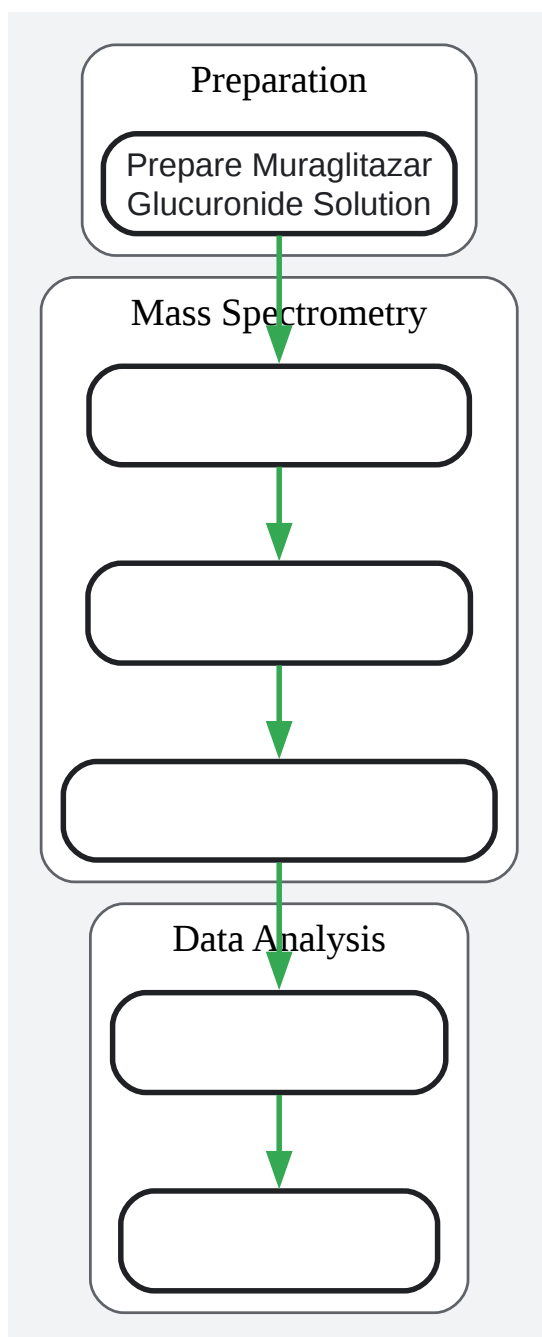 Preparation
Prepare Muraglitazar
Glucuronide Solution
Mass Spectrometry
Data Analysis